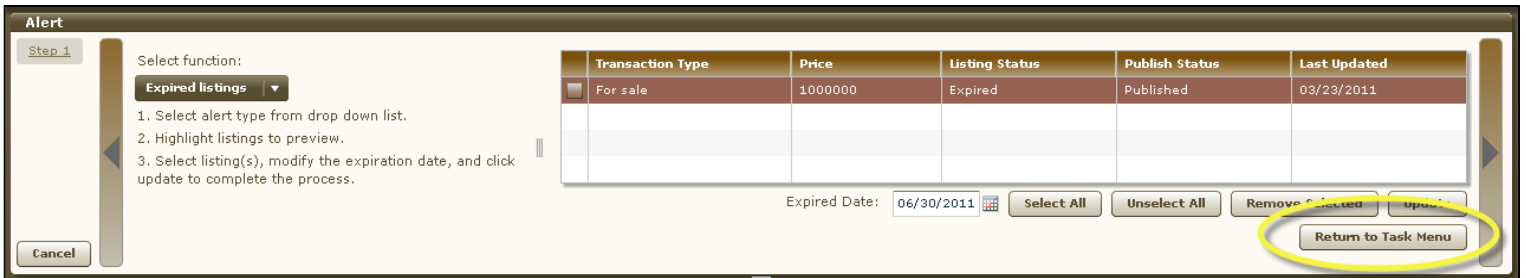 Alert
Step 1
Select function:
Expired listings
1. Select alert type from drop down list.
2. Highlight listings to preview.
3. Select listing(s), modify the expiration date, and click
update to complete the process.
Transaction Type Price Listing Status Publish Status Last Updated
For sale 1000000 Expired Published 03/23/2011
Expired Date: 06/30/2011 Select All Unselect All Remove Selected Update
Return to Task Menu
Cancel